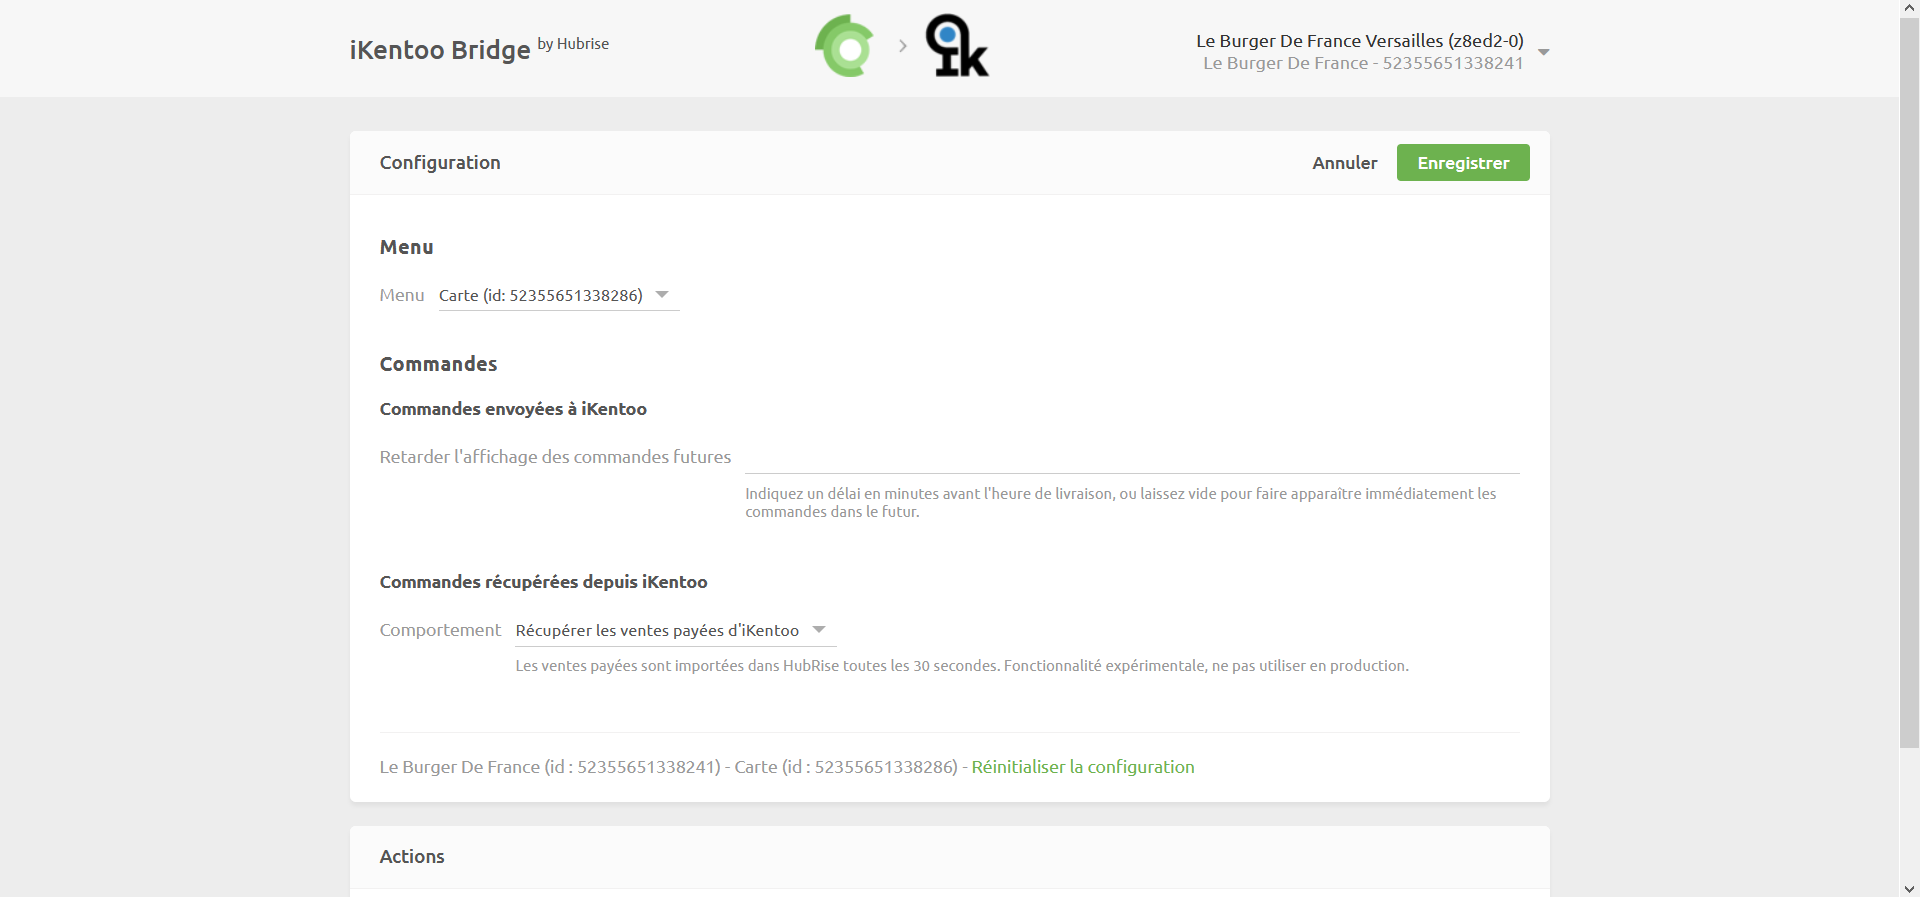 iKentoo Bridge by Hubrise
ik
Le Burger De France Versailles (z8ed2-0)
Le Burger De France - 52355651338241
Configuration
Annuler
Enregistrer
Menu
Menu
Carte (id: 52355651338286)
Commandes
Commandes envoyées à iKentoo
Retarder l'affichage des commandes futures
Indiquez un délai en minutes avant l'heure de livraison, ou laissez vide pour faire apparaître immédiatement les
commandes dans le futur.
Commandes récupérées depuis iKentoo
Comportement
Récupérer les ventes payées d'iKentoo
Les ventes payées sont importées dans HubRise toutes les 30 secondes. Fonctionnalité expérimentale, ne pas utiliser en production.
Le Burger De France (id : 52355651338241) - Carte (id : 52355651338286) - Réinitialiser la configuration
Actions